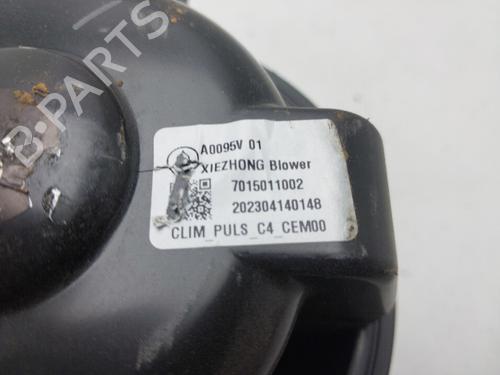 A0095V 01
XIEZHONG Blower
7015011002
202304140148
CLIM_PULS_C4_CEM00
B-PARTS